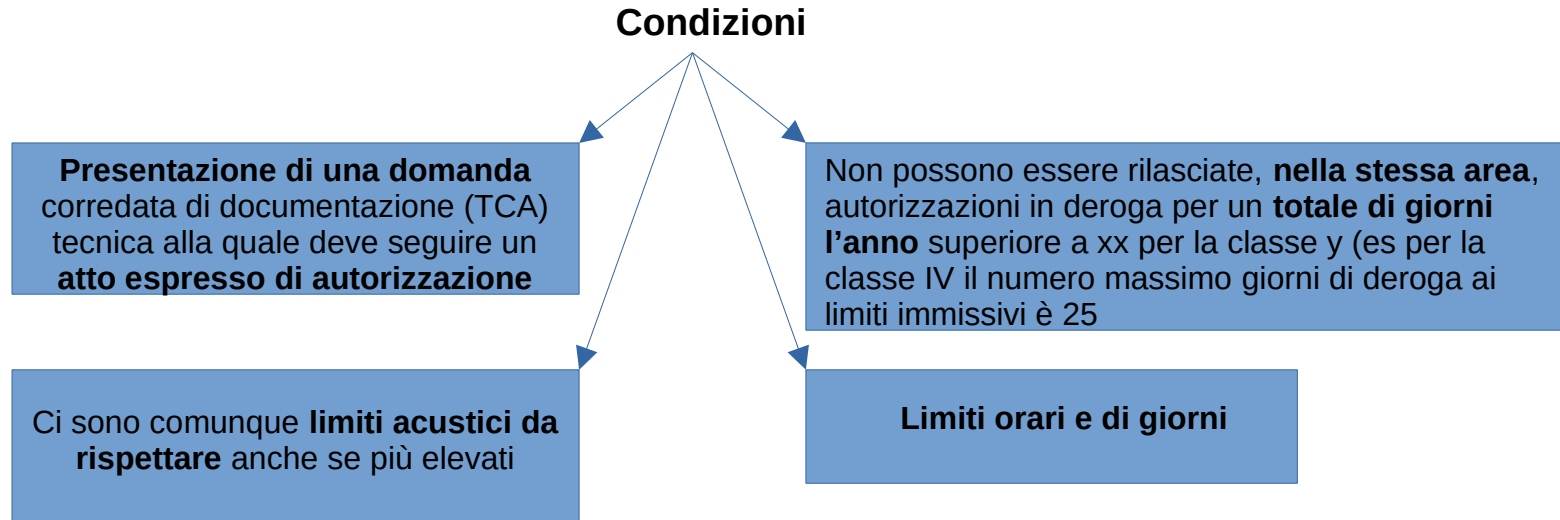 Condizioni
Presentazione di una domanda
corredata di documentazione (TCA)
tecnica alla quale deve seguire un
atto espresso di autorizzazione
Non possono essere rilasciate, nella stessa area,
autorizzazioni in deroga per un totale di giorni
l’anno superiore a xx per la classe y (es per la
classe IV il numero massimo giorni di deroga ai
limiti immissivi è 25
Ci sono comunque limiti acustici da
rispettare anche se più elevati
Limiti orari e di giorni